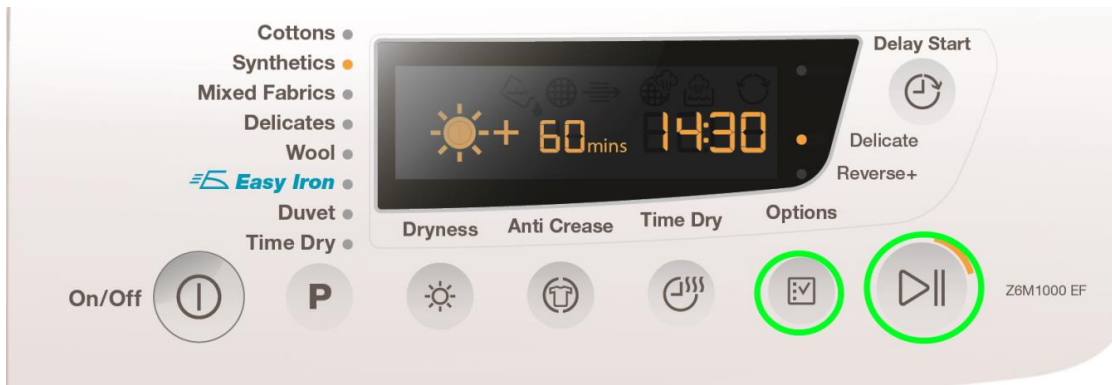 Cottons
Synthetics
Mixed Fabrics
Delicates
Wool
Easy Iron
Duvet
Time Dry
+ 60mins 14:30
Delay Start
Delicate
Reverse+
Dryness
Anti Crease
Time Dry
Options
On/Off
P
Z6M1000 EF